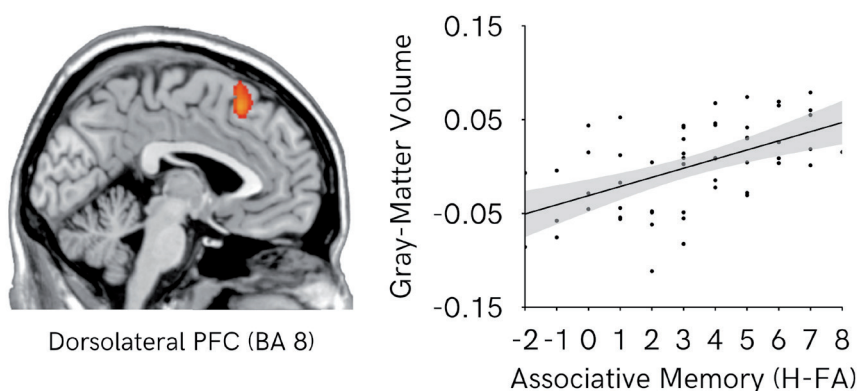 Dorsolateral PFC (BA 8)
Gray-Matter Volume
0.15
0.05
-0.05
-0.15
-2 -1 0 1 2 3 4 5 6 7 8
Associative Memory (H-FA)